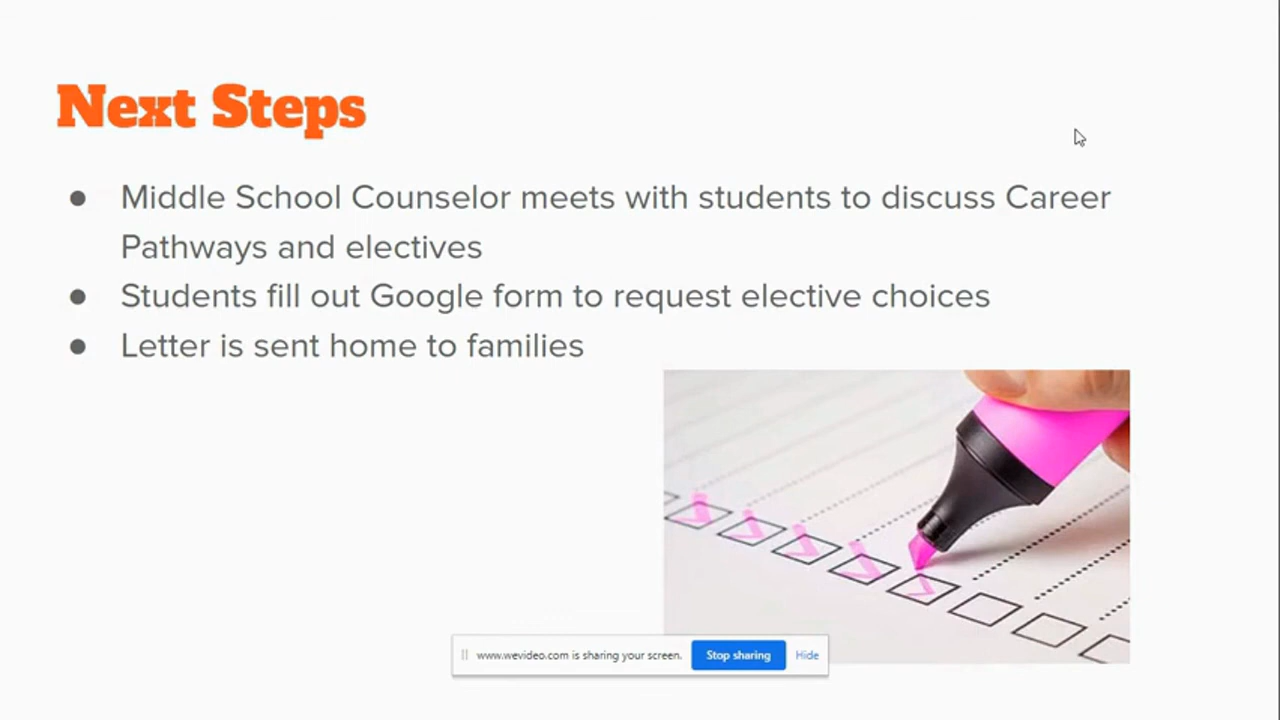 Next Steps
● Middle School Counselor meets with students to discuss Career
Pathways and electives
● Students fill out Google form to request elective choices
● Letter is sent home to families
www.wevideo.com is sharing your screen. Stop sharing Hide